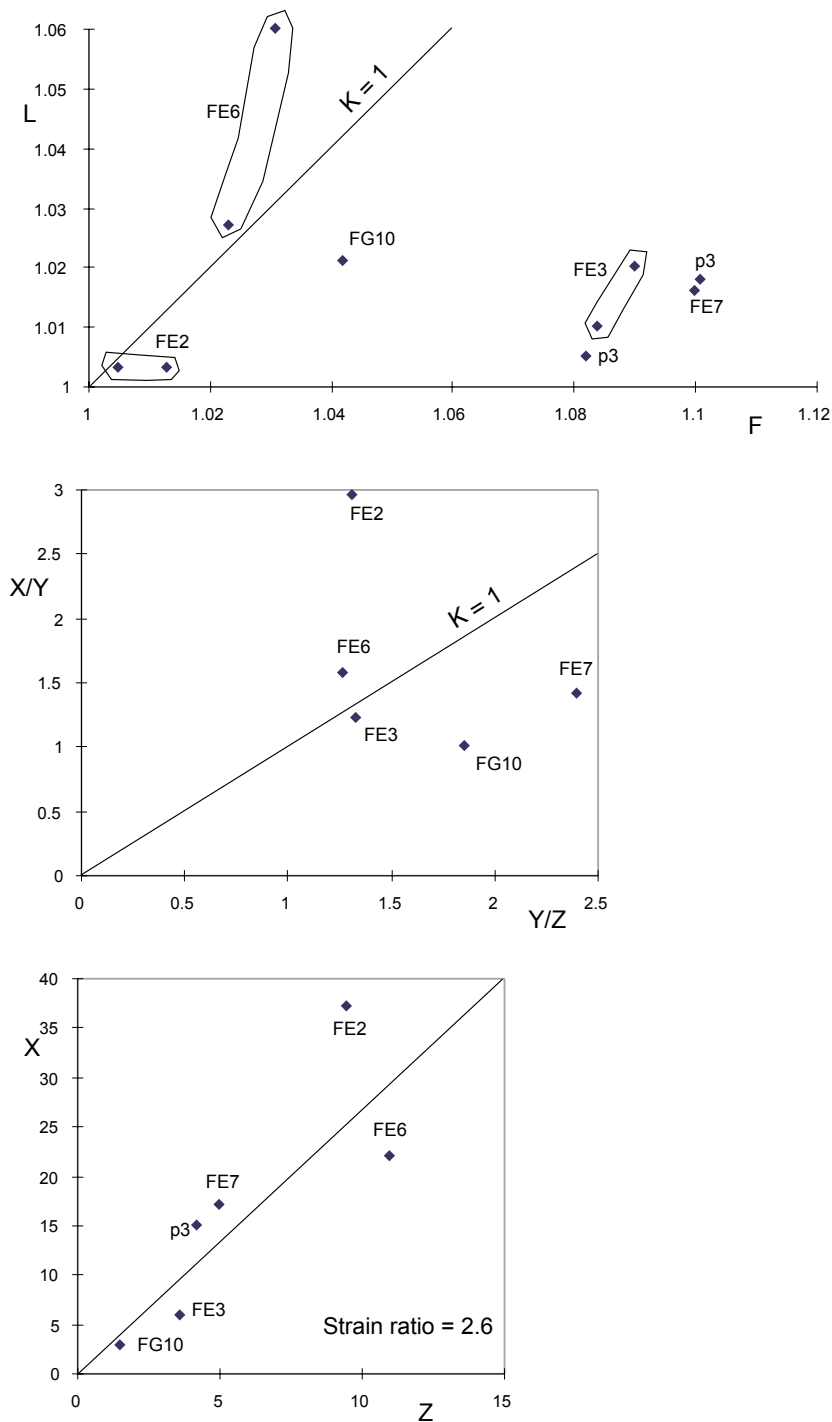 1.06
1.05
1.04
1.03
1.02
1.01
1
L
FE6
K = 1
FG10
FE3
p3
FE7
p3
FE2
1 1.02 1.04 1.06 1.08 1.1 1.12
F
3
2.5
2
1.5
1
0.5
0
X/Y
FE2
K = 1
FE6
FE7
FE3
FG10
0 0.5 1 1.5 2 2.5
Y/Z
40
35
30
25
20
15
10
5
0
X
FE2
FE6
FE7
p3
FE3
FG10
Strain ratio = 2.6
0 5 10 15
Z